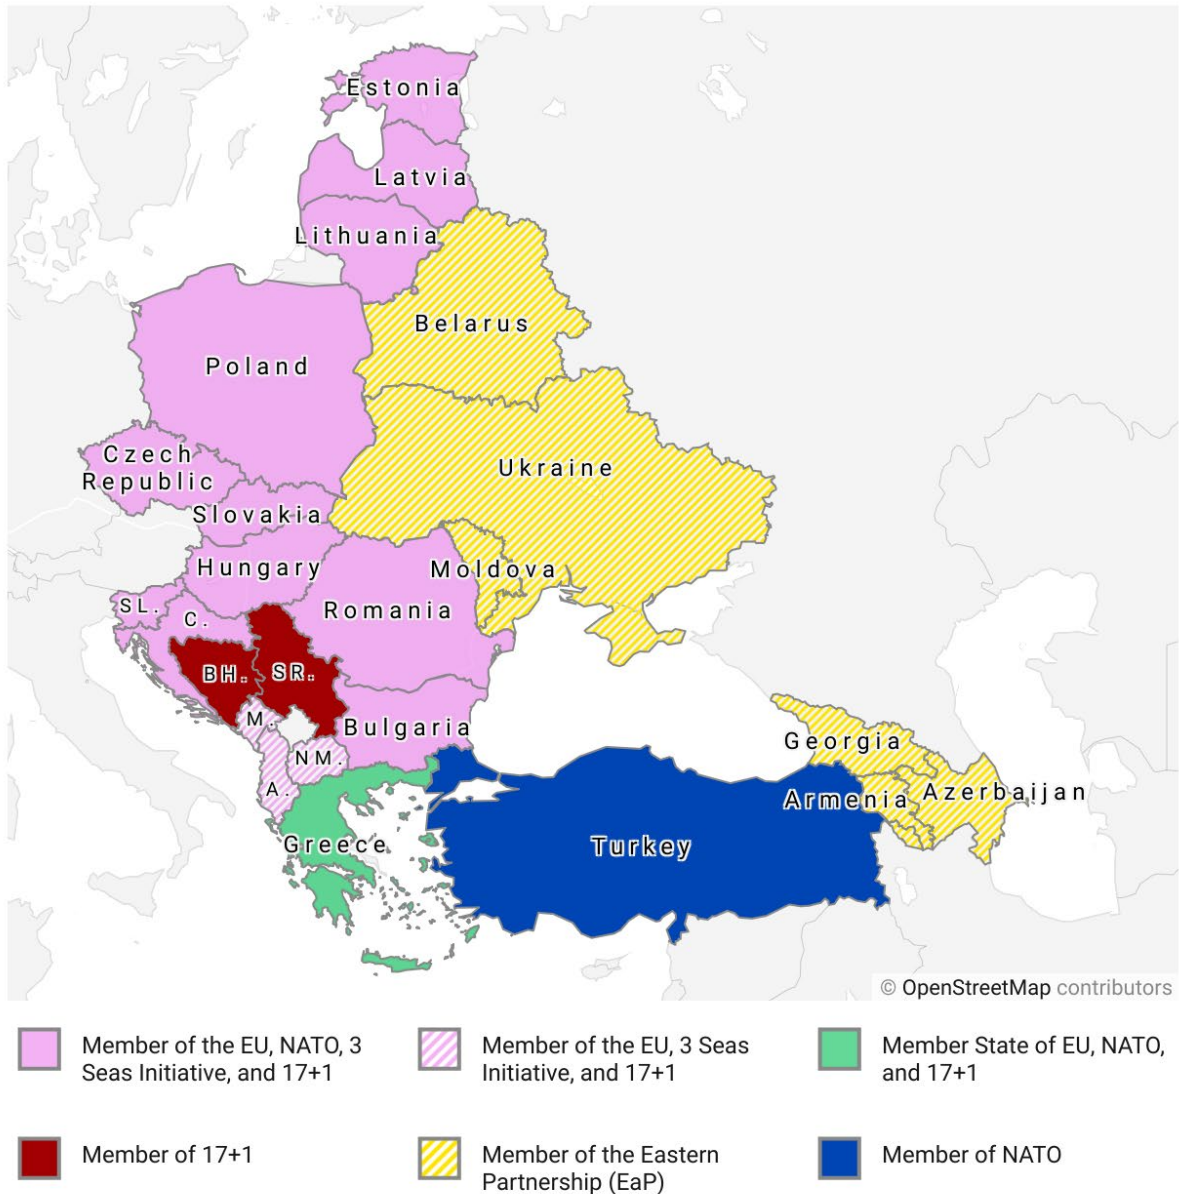 Estonia
Latvia
Lithuania
Belarus
Poland
Czech
Republic
Ukraine
Slovakia
Hungary
Moldova
SL.
Romania
C.
BH.
SR.
M.
Bulgaria
NM.
Georgia
A.
Armenia
Azerbaijan
Greece
Turkey
© OpenStreetMap contributors
Member of the EU, NATO, 3
Seas Initiative, and 17+1
Member of the EU, 3 Seas
Initiative, and 17+1
Member State of EU, NATO,
and 17+1
Member of 17+1
Member of the Eastern
Partnership (EaP)
Member of NATO